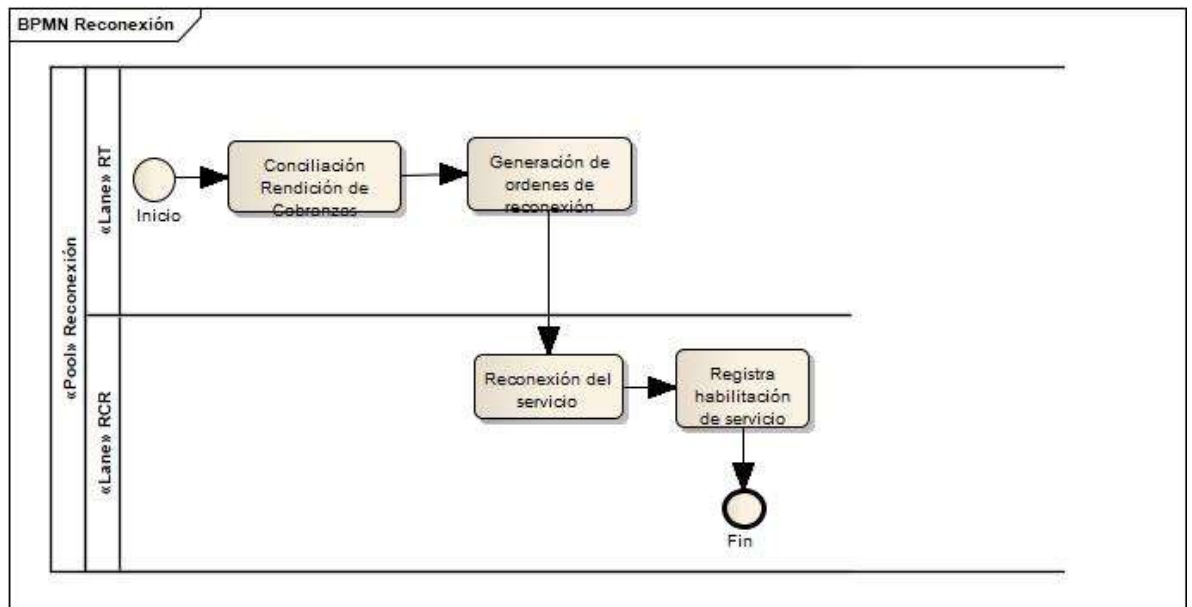 BPMN Reconexión
«Pool» Reconexión
«Lane» RT
Inicio
Conciliación
Rendición de
Cobranzas
Generación de
ordenes de
reconexión
«Lane» RCR
Reconexión del
servicio
Registra
habilitación
de servicio
Fin